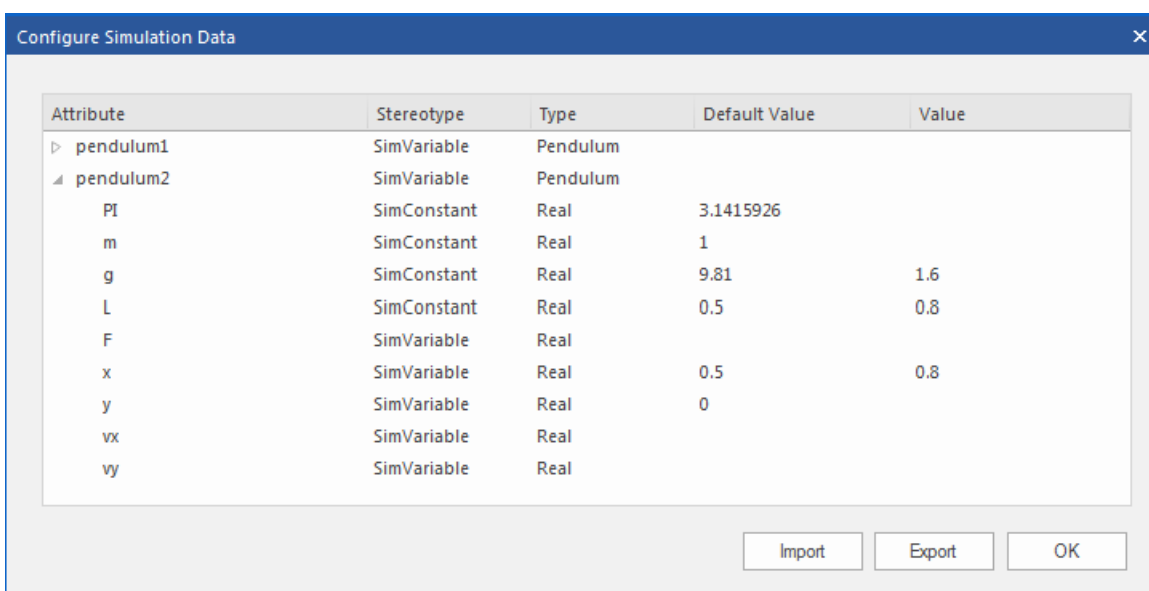 Configure Simulation Data
Attribute Stereotype Type Default Value Value
pendulum1 SimVariable Pendulum
pendulum2 SimVariable Pendulum
PI SimConstant Real 3.1415926
m SimConstant Real 1
g SimConstant Real 9.81 1.6
L SimConstant Real 0.5 0.8
F SimVariable Real
x SimVariable Real 0.5 0.8
y SimVariable Real 0
vx SimVariable Real
vy SimVariable Real
Import Export OK